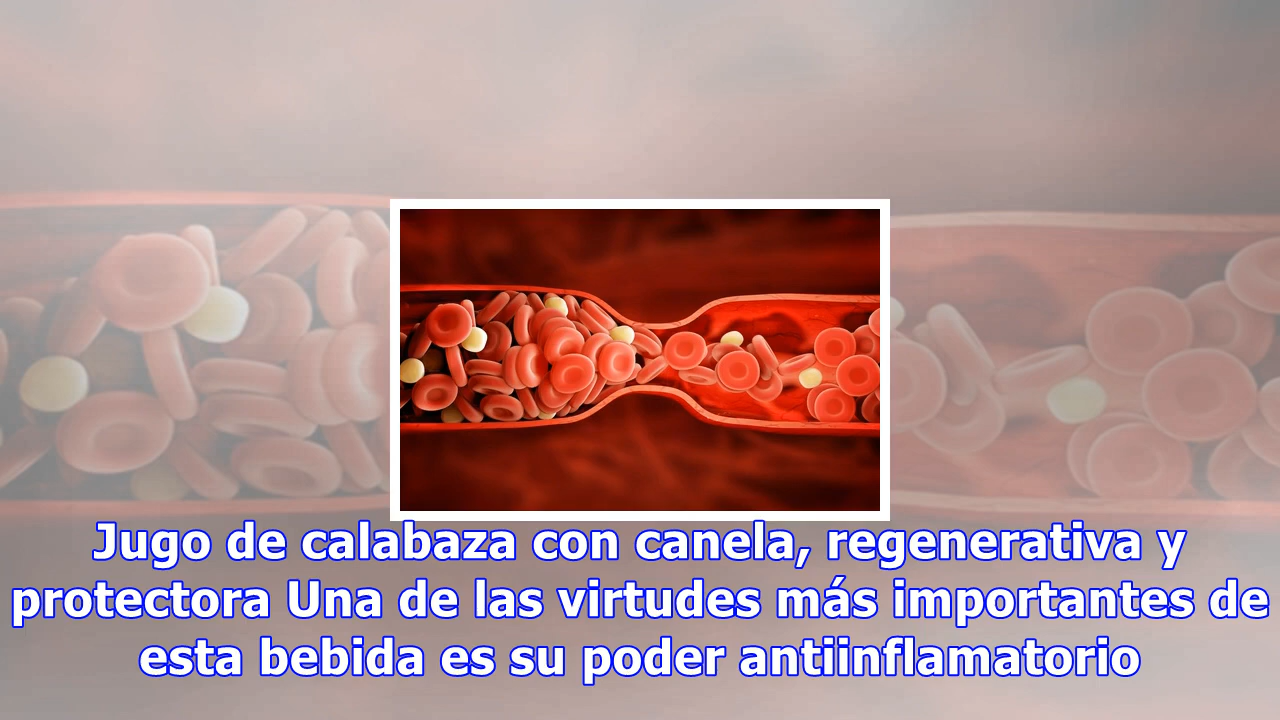 Jugo de calabaza con canela, regenerativa y
protectora Una de las virtudes más importantes de
esta bebida es su poder antiinflamatorio